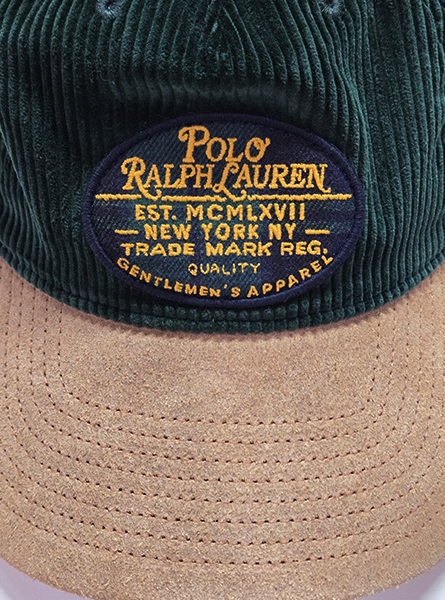 POLO
RALPH LAUREN
EST. MCMLXVII
NEW YORK NY
TRADE MARK REG.
QUALITY
GENTLEMEN'S APPAREL